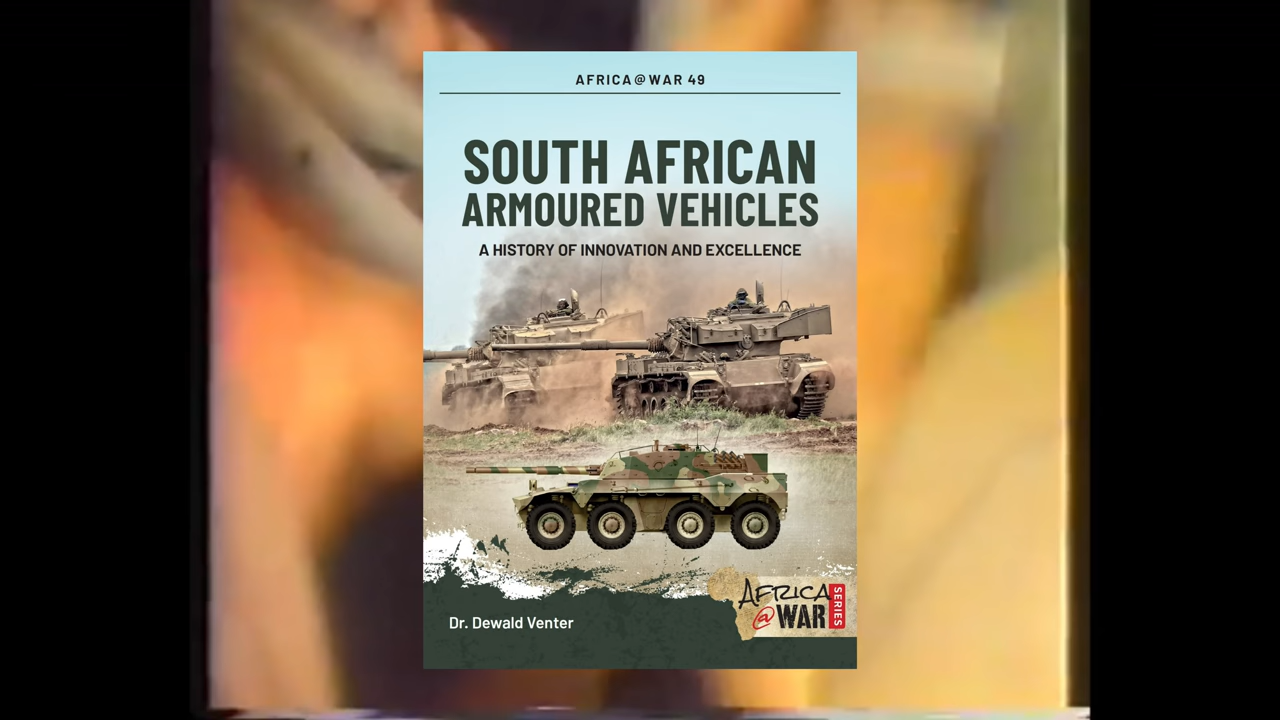 AFRICA@WAR 49
SOUTH AFRICAN
ARMOURED VEHICLES
A HISTORY OF INNOVATION AND EXCELLENCE
Dr. Dewald Venter
AFRICA
@WAR
SERIES